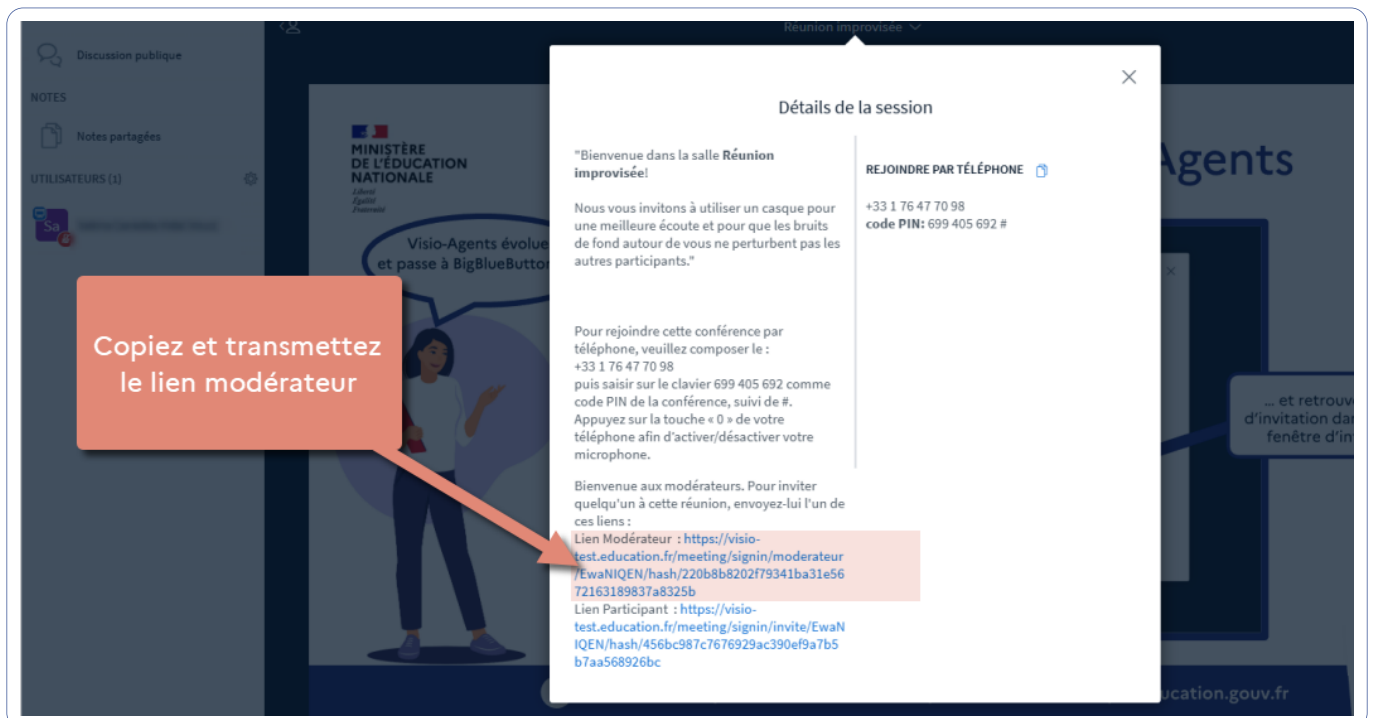 Réunion improvisée
Discussion publique
NOTES
Notes partagées
UTILISATEURS (1)
Sa
MINISTÈRE
DE L'ÉDUCATION
NATIONALE
Liberté
Égalité
Fraternité
Visio-Agents évolue
et passe à BigBlueButton
Agents
... et retrouv
d'invitation da
fenêtre d'in
ucation.gouv.fr
Copiez et transmettez
le lien modérateur
Détails de la session
"Bienvenue dans la salle Réunion
improvisée!
Nous vous invitons à utiliser un casque pour
une meilleure écoute et pour que les bruits
de fond autour de vous ne perturbent pas les
autres participants."
Pour rejoindre cette conférence par
téléphone, veuillez composer le :
+33 1 76 47 70 98
puis saisir sur le clavier 699 405 692 comme
code PIN de la conférence, suivi de #.
Appuyez sur la touche « 0 » de votre
téléphone afin d'activer/désactiver votre
microphone.
Bienvenue aux modérateurs. Pour inviter
quelqu'un à cette réunion, envoyez-lui l'un de
ces liens :
Lien Modérateur : https://visio-
test.education.fr/meeting/signin/moderateur
/EwaNIQEN/hash/220b8b8202f79341ba31e56
72163189837a8325b
Lien Participant : https://visio-
test.education.fr/meeting/signin/invite/EwaN
IQEN/hash/456bc987c7676929ac390ef9a7b5
b7aa568926bc
REJOINDRE PAR TÉLÉPHONE
+33 1 76 47 70 98
code PIN: 699 405 692 #